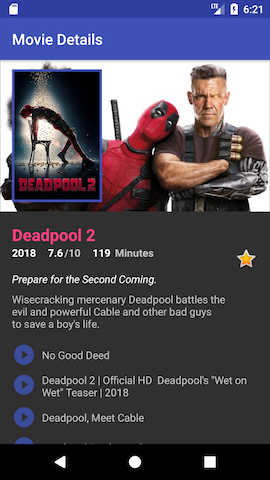 LTE 6:21
Movie Details
DEADPOOL 2
Deadpool 2
2018 7.6/10 119 Minutes
Prepare for the Second Coming.
Wisecracking mercenary Deadpool battles the
evil and powerful Cable and other bad guys
to save a boy's life.
No Good Deed
Deadpool 2 | Official HD Deadpool's "Wet on
Wet" Teaser | 2018
Deadpool, Meet Cable